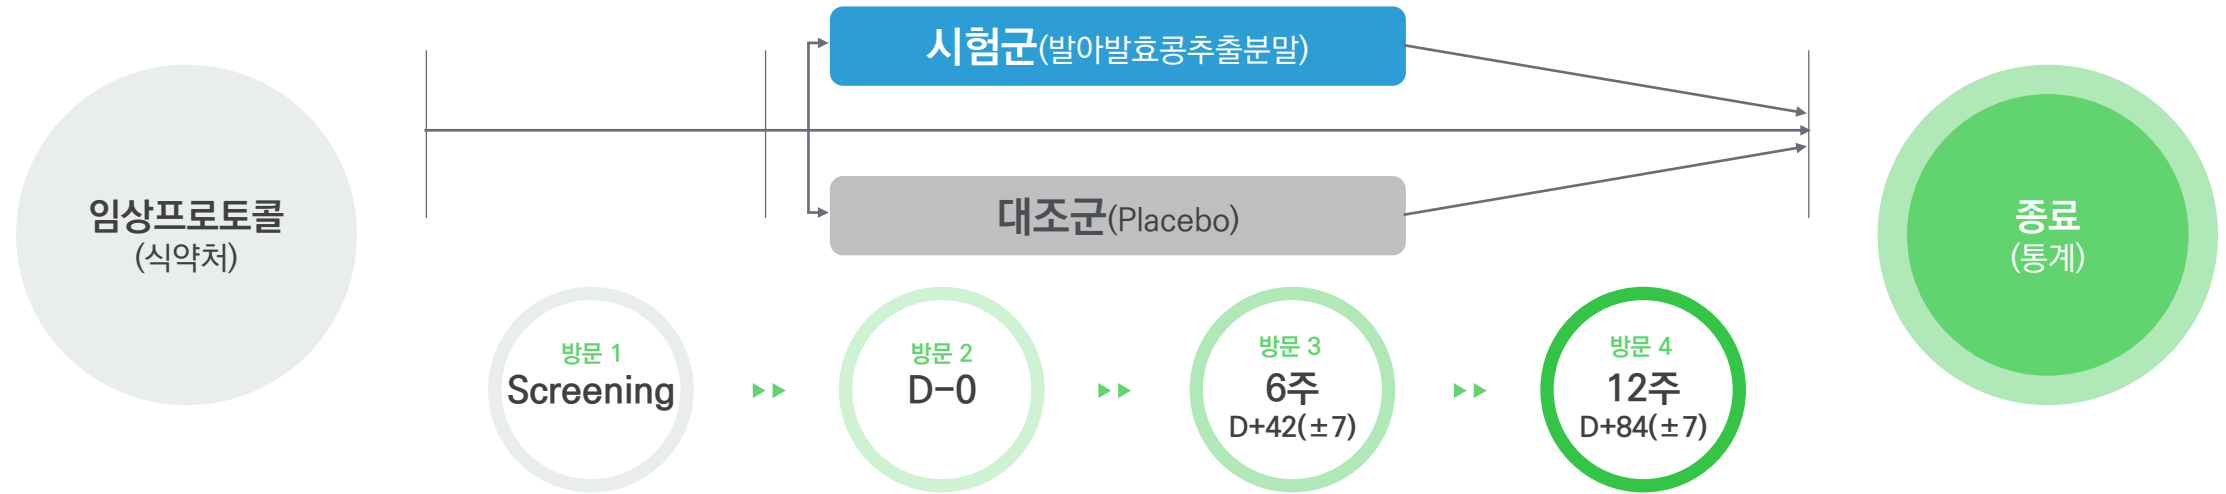 임상프로토콜
(식약처)
시험군(발아발효콩추출분말)
대조군(Placebo)
방문 1
Screening
방문 2
D-0
방문 3
6주
D+42(±7)
방문 4
12주
D+84(±7)
종료
(통계)